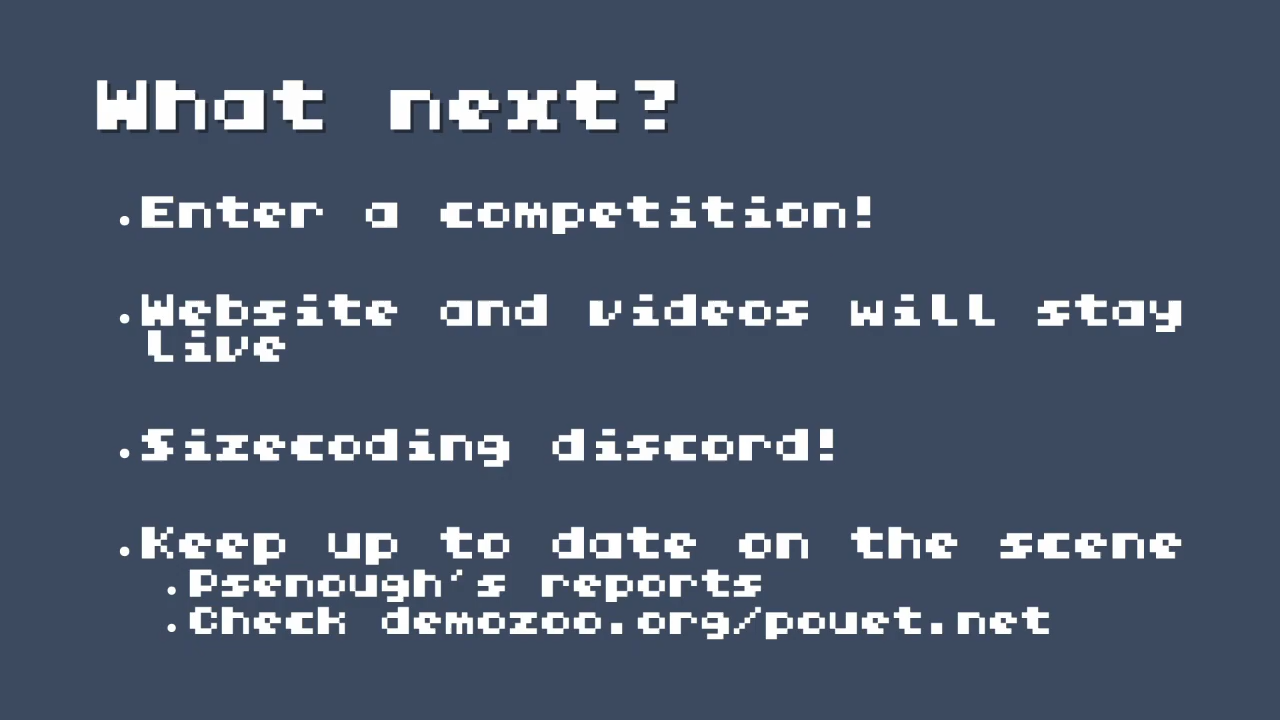 What next?
• Enter a competition!
• Website and videos will stay
live
• Sizecoding discord!
• Keep up to date on the scene
• Psenough's reports
• Check demozoo.org/pouet.net